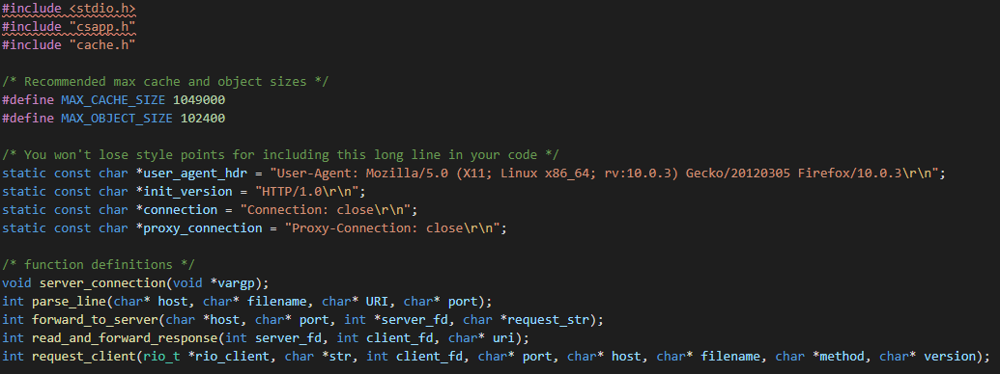 #include <stdio.h>
#include "csapp.h"
#include "cache.h"
/* Recommended max cache and object sizes */
#define MAX_CACHE_SIZE 1049000
#define MAX_OBJECT_SIZE 102400
/* You won't lose style points for including this long line in your code */
static const char *user_agent_hdr = "User-Agent: Mozilla/5.0 (X11; Linux x86_64; rv:10.0.3) Gecko/20120305 Firefox/10.0.3\r\n";
static const char *init_version = "HTTP/1.0\r\n";
static const char *connection = "Connection: close\r\n";
static const char *proxy_connection = "Proxy-Connection: close\r\n";
/* function definitions */
void server_connection(void *vargp);
int parse_line(char* host, char* filename, char* URI, char* port);
int forward_to_server(char *host, char* port, int *server_fd, char *request_str);
int read_and_forward_response(int server_fd, int client_fd, char* uri);
int request_client(rio_t *rio_client, char *str, int client_fd, char* port, char* host, char* filename, char *method, char* version);